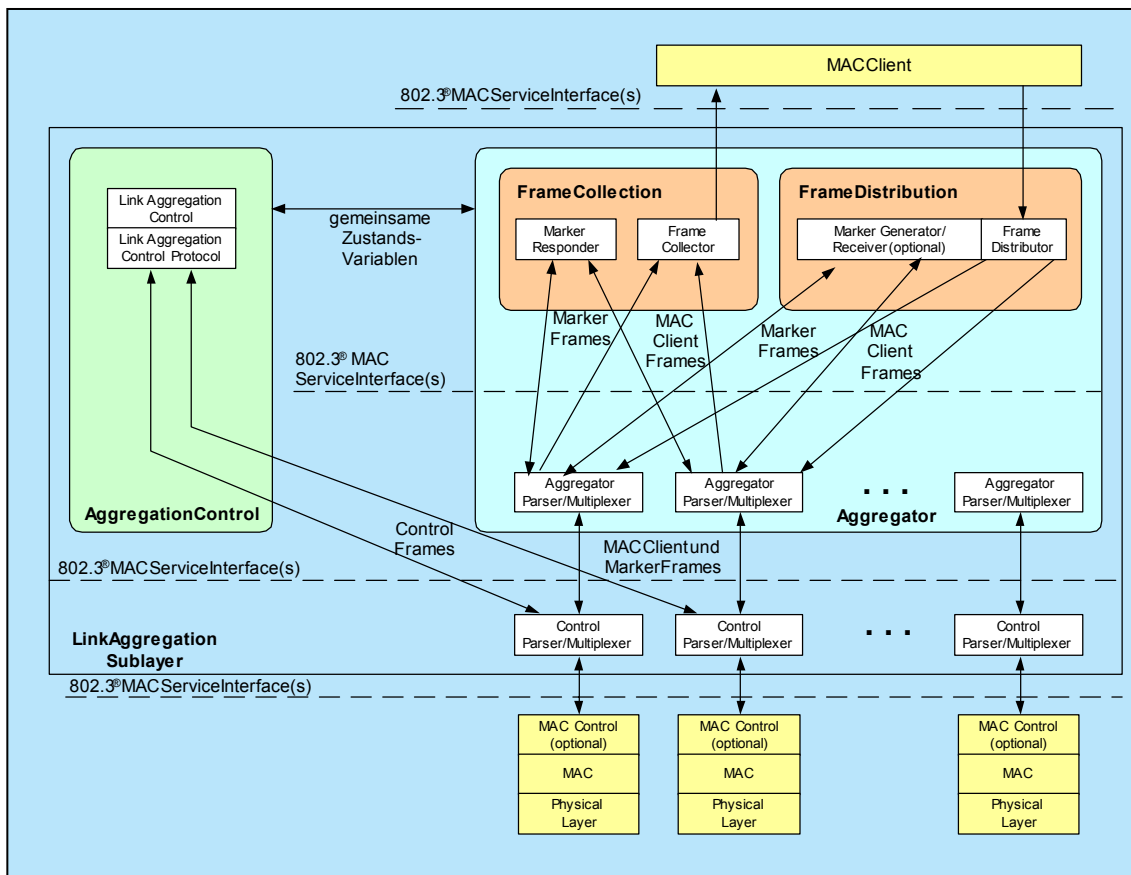 MACClient
802.3® MACServiceInterface(s)
FrameCollection
FrameDistribution
Link Aggregation
Control
Link Aggregation
Control Protocol
gemeinsame
Zustands-
Variablen
Marker
Responder
Frame
Collector
Marker Generator/
Receiver (optional)
Frame
Distributor
Marker
Frames
MAC
Client
Frames
Marker
Frames
MAC
Client
Frames
802.3® MAC
ServiceInterface(s)
Aggregator
Parser/Multiplexer
Aggregator
Parser/Multiplexer
. . .
Aggregator
Parser/Multiplexer
AggregationControl
Aggregator
Control
Frames
MACClientund
MarkerFrames
802.3®MACServiceInterface(s)
LinkAggregation
Sublayer
Control
Parser/Multiplexer
Control
Parser/Multiplexer
. . .
Control
Parser/Multiplexer
802.3®MACServiceInterface(s)
MAC Control
(optional)
MAC
Physical
Layer
MAC Control
(optional)
MAC
Physical
Layer
MAC Control
(optional)
MAC
Physical
Layer